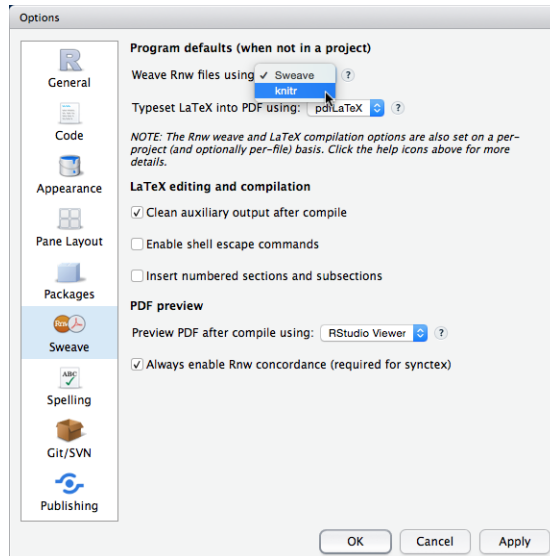 Options
General
Code
Appearance
Pane Layout
Packages
Rnw
Sweave
ABC
Spelling
Git/SVN
Publishing
Program defaults (when not in a project)
Weave Rnw files using ✓ Sweave ?
knitr
Typeset LaTeX into PDF using: pdfLaTeX ?
NOTE: The Rnw weave and LaTeX compilation options are also set on a per-
project (and optionally per-file) basis. Click the help icons above for more
details.
LaTeX editing and compilation
✓ Clean auxiliary output after compile
Enable shell escape commands
Insert numbered sections and subsections
PDF preview
Preview PDF after compile using: RStudio Viewer ?
✓ Always enable Rnw concordance (required for synctex)
OK Cancel Apply